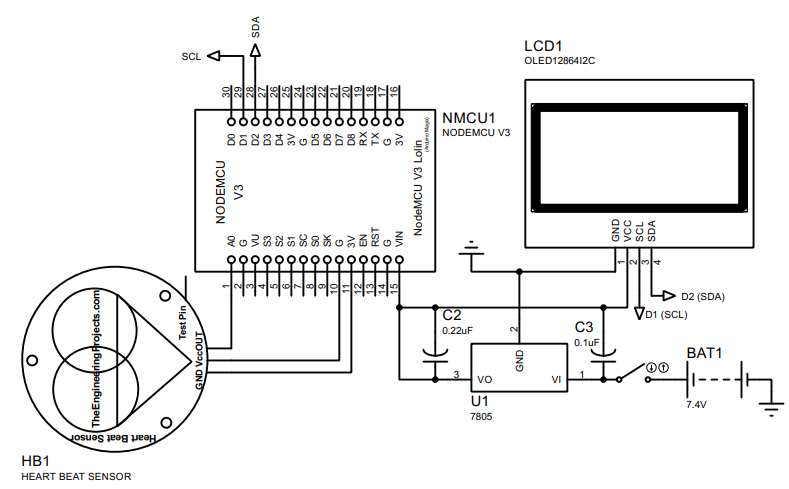 SDA
SCL
30 29 28 27 26 25 24 23 22 21 20 19 18 17 16
D0 D1 D2 D3 D4 3V G D5 D6 D7 D8 RX TX G 3V
NODEMCU
V3
NodeMCU V3 Lolin
(Arduino Magix)
NMCU1
NODEMCU V3
A0 G VU S3 S2 S1 SC S0 SK G 3V EN RST G VIN
1 2 3 4 5 6 7 8 9 10 11 12 13 14 15
LCD1
OLED12864I2C
GND VCC SCL SDA
1 2 3 4
D2 (SDA)
D1 (SCL)
C2
0.22uF
C3
0.1uF
2
GND
3 VO VI 1
U1
7805
BAT1
7.4V
Test Pin
GND Vcc OUT
TheEngineeringProjects.com
Heart Beat Sensor
HB1
HEART BEAT SENSOR